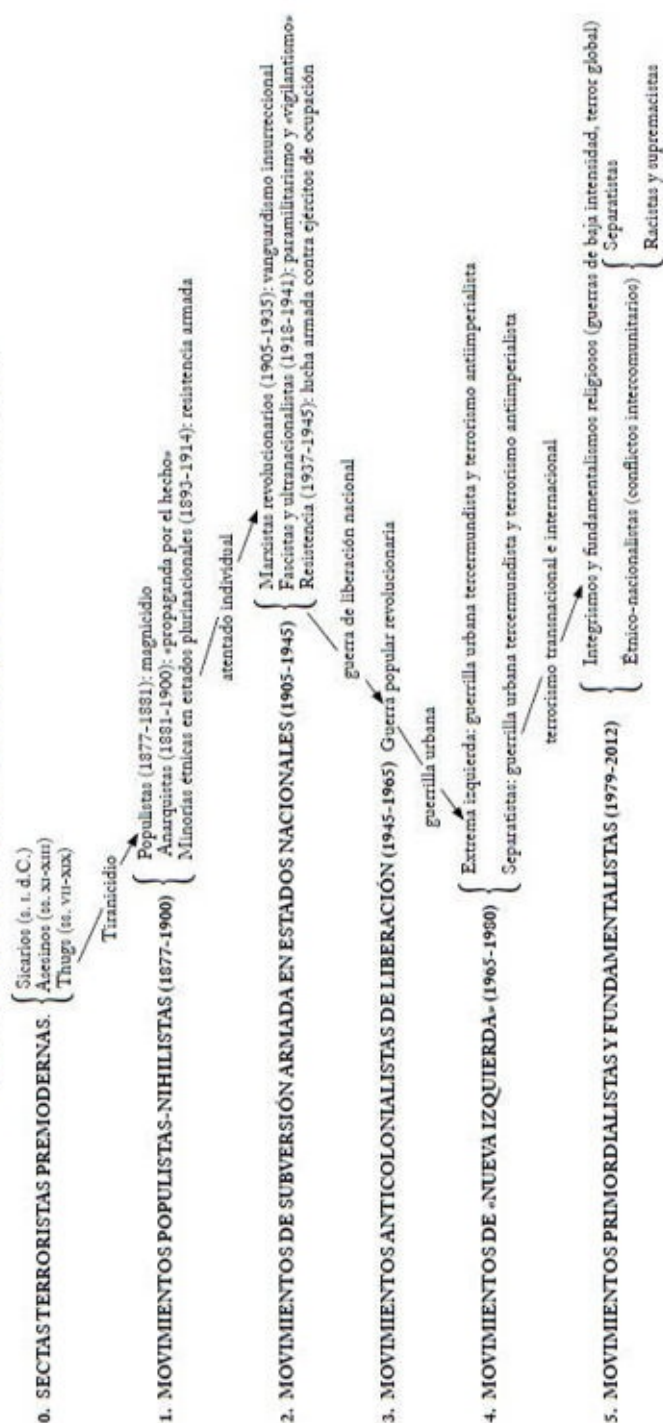 0. SECTAS TERRORISTAS PREMODERNAS.
Sicarios (s. I. d.C.)
Asesinos (ss. XI-XIII)
Thugs (ss. VII-XIX)
Tiranicidio
1. MOVIMIENTOS POPULISTAS-NIHILISTAS (1877-1900)
Populistas (1877-1881): magnicidio
Anarquistas (1881-1900): «propaganda por el hecho»
Minorías étnicas en estados plurinacionales (1893-1914): resistencia armada
atentado individual
2. MOVIMIENTOS DE SUBVERSIÓN ARMADA EN ESTADOS NACIONALES (1905-1945)
Marxistas revolucionarios (1905-1935): vanguardismo insurreccional
Fascistas y ultranacionalistas (1918-1941): paramilitarismo y «vigilantismo»
Resistencia (1937-1945): lucha armada contra ejércitos de ocupación
guerra de liberación nacional
3. MOVIMIENTOS ANTICOLONIALISTAS DE LIBERACIÓN (1945-1965) Guerra popular revolucionaria
guerrilla urbana
4. MOVIMIENTOS DE «NUEVA IZQUIERDA» (1965-1980)
Extrema izquierda: guerrilla urbana tercermundista y terrorismo antiimperialista
Separatistas: guerrilla urbana tercermundista y terrorismo antiimperialista
terrorismo transnacional e internacional
5. MOVIMIENTOS PRIMORDIALISTAS Y FUNDAMENTALISTAS (1979-2012)
Integrismos y fundamentalismos religiosos (guerras de baja intensidad, terror global)
Étnico-nacionalistas (conflictos intercomunitarios)
Separatistas
Racistas y supremacistas